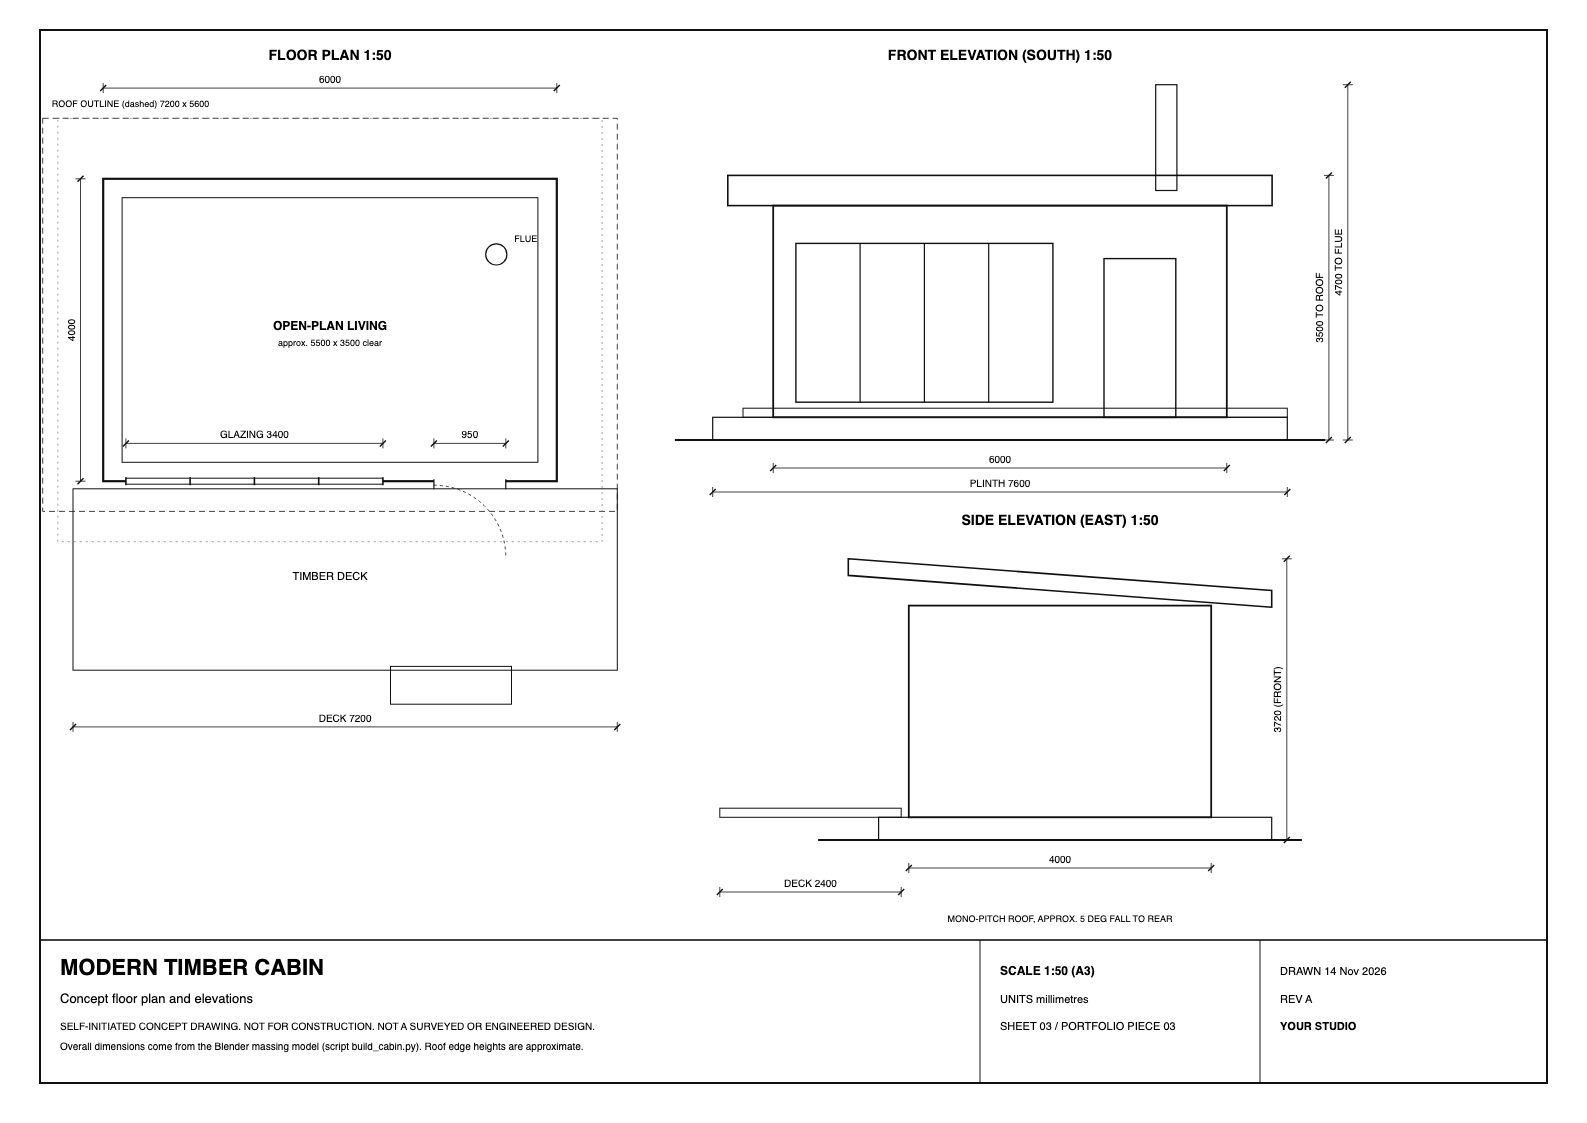 FLOOR PLAN 1:50
6000
ROOF OUTLINE (dashed) 7200 x 5600
4000
FLUE
OPEN-PLAN LIVING
approx. 5500 x 3500 clear
GLAZING 3400
950
TIMBER DECK
DECK 7200
FRONT ELEVATION (SOUTH) 1:50
3500 TO ROOF
4700 TO FLUE
6000
PLINTH 7600
SIDE ELEVATION (EAST) 1:50
3720 (FRONT)
4000
DECK 2400
MONO-PITCH ROOF, APPROX. 5 DEG FALL TO REAR
MODERN TIMBER CABIN
Concept floor plan and elevations
SELF-INITIATED CONCEPT DRAWING. NOT FOR CONSTRUCTION. NOT A SURVEYED OR ENGINEERED DESIGN.
Overall dimensions come from the Blender massing model (script build_cabin.py). Roof edge heights are approximate.
SCALE 1:50 (A3)
UNITS millimetres
SHEET 03 / PORTFOLIO PIECE 03
DRAWN 14 Nov 2026
REV A
YOUR STUDIO